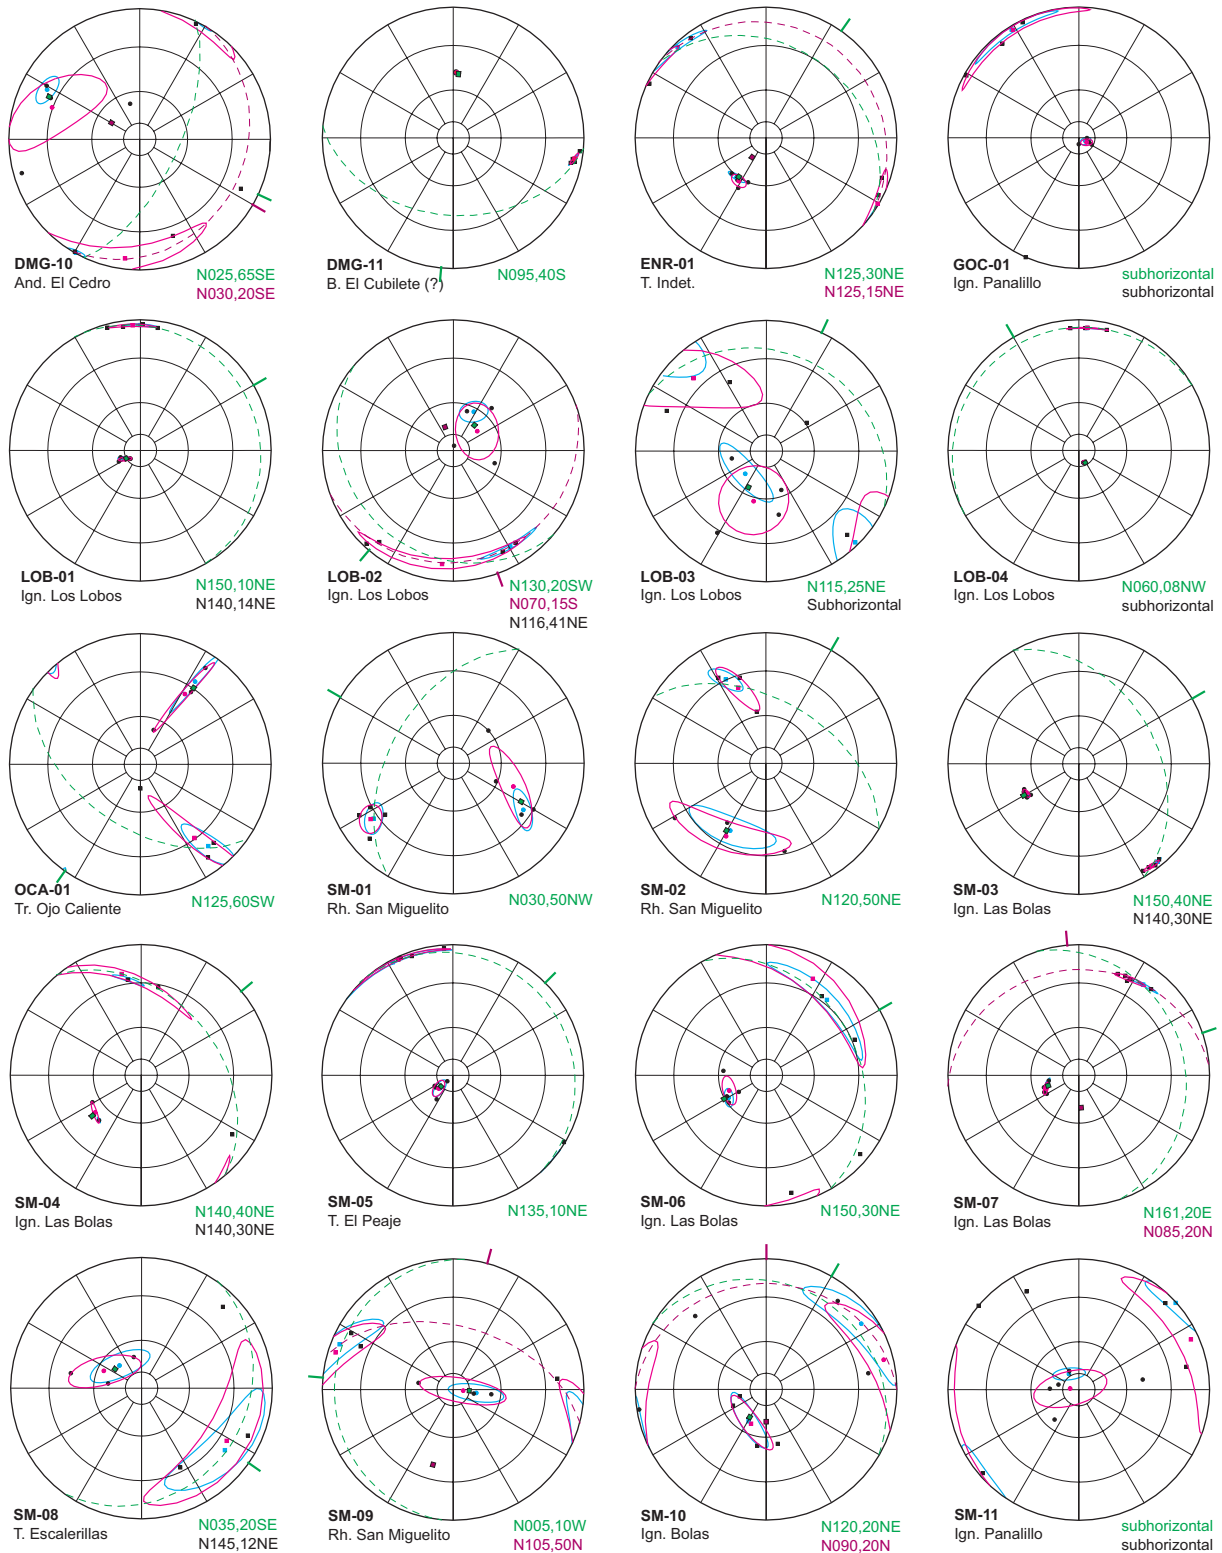 DMG-10
And. El Cedro
N025,65SE
N030,20SE
DMG-11
B. El Cubilete (?)
N095,40S
ENR-01
T. Indet.
N125,30NE
N125,15NE
GOC-01
Ign. Panalillo
subhorizontal
subhorizontal
LOB-01
Ign. Los Lobos
N150,10NE
N140,14NE
LOB-02
Ign. Los Lobos
N130,20SW
N070,15S
N116,41NE
LOB-03
Ign. Los Lobos
N115,25NE
Subhorizontal
LOB-04
Ign. Los Lobos
N060,08NW
subhorizontal
OCA-01
Tr. Ojo Caliente
N125,60SW
SM-01
Rh. San Miguelito
N030,50NW
SM-02
Rh. San Miguelito
N120,50NE
SM-03
Ign. Las Bolas
N150,40NE
N140,30NE
SM-04
Ign. Las Bolas
N140,40NE
N140,30NE
SM-05
T. El Peaje
N135,10NE
SM-06
Ign. Las Bolas
N150,30NE
SM-07
Ign. Las Bolas
N161,20E
N085,20N
SM-08
T. Escalerillas
N035,20SE
N145,12NE
SM-09
Rh. San Miguelito
N005,10W
N105,50N
SM-10
Ign. Bolas
N120,20NE
N090,20N
SM-11
Ign. Panalillo
subhorizontal
subhorizontal